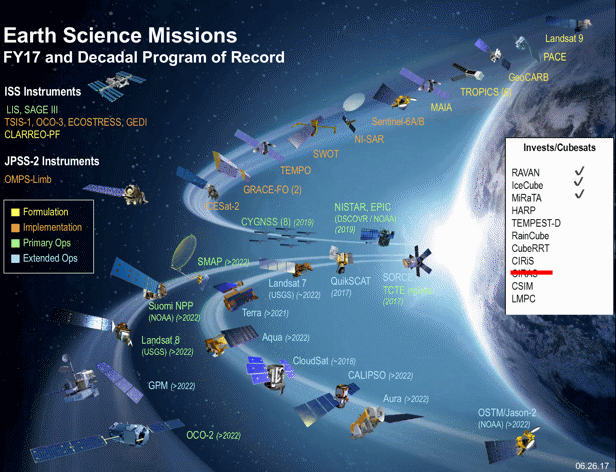 Earth Science Missions
FY17 and Decadal Program of Record
ISS Instruments
LIS, SAGE III
TSIS-1, OCO-3, ECOSTRESS, GEDI
CLARREO-PF
JPSS-2 Instruments
OMPS-Limb
Formulation
Implementation
Primary Ops
Extended Ops
Landsat 9
PACE
GeoCARB
TROPICS (6)
MAIA
Sentinel-6A/B
NI-SAR
SWOT
TEMPO
GRACE-FO (2)
ICESat-2
CYGNSS (8) (2019)
NISTAR, EPIC
(DSCOVR / NOAA)
(2019)
SORCE,
TCTE
(2017)
QuikSCAT
(2017)
Landsat 7
(USGS) (~2022)
SMAP (>2022)
Suomi NPP
(NOAA) (>2022)
Terra (>2021)
Landsat 8
(USGS) (>2022)
Aqua (>2022)
CloudSat (~2018)
GPM (>2022)
CALIPSO (>2022)
Aura (>2022)
OCO-2 (>2022)
OSTM/Jason-2
(NOAA) (>2022)
Invests/Cubesats
RAVAN
IceCube
MiRaTA
HARP
TEMPEST-D
RainCube
CubeRRT
CIRiS
CIRAS
CSIM
LMPC
06.26.17